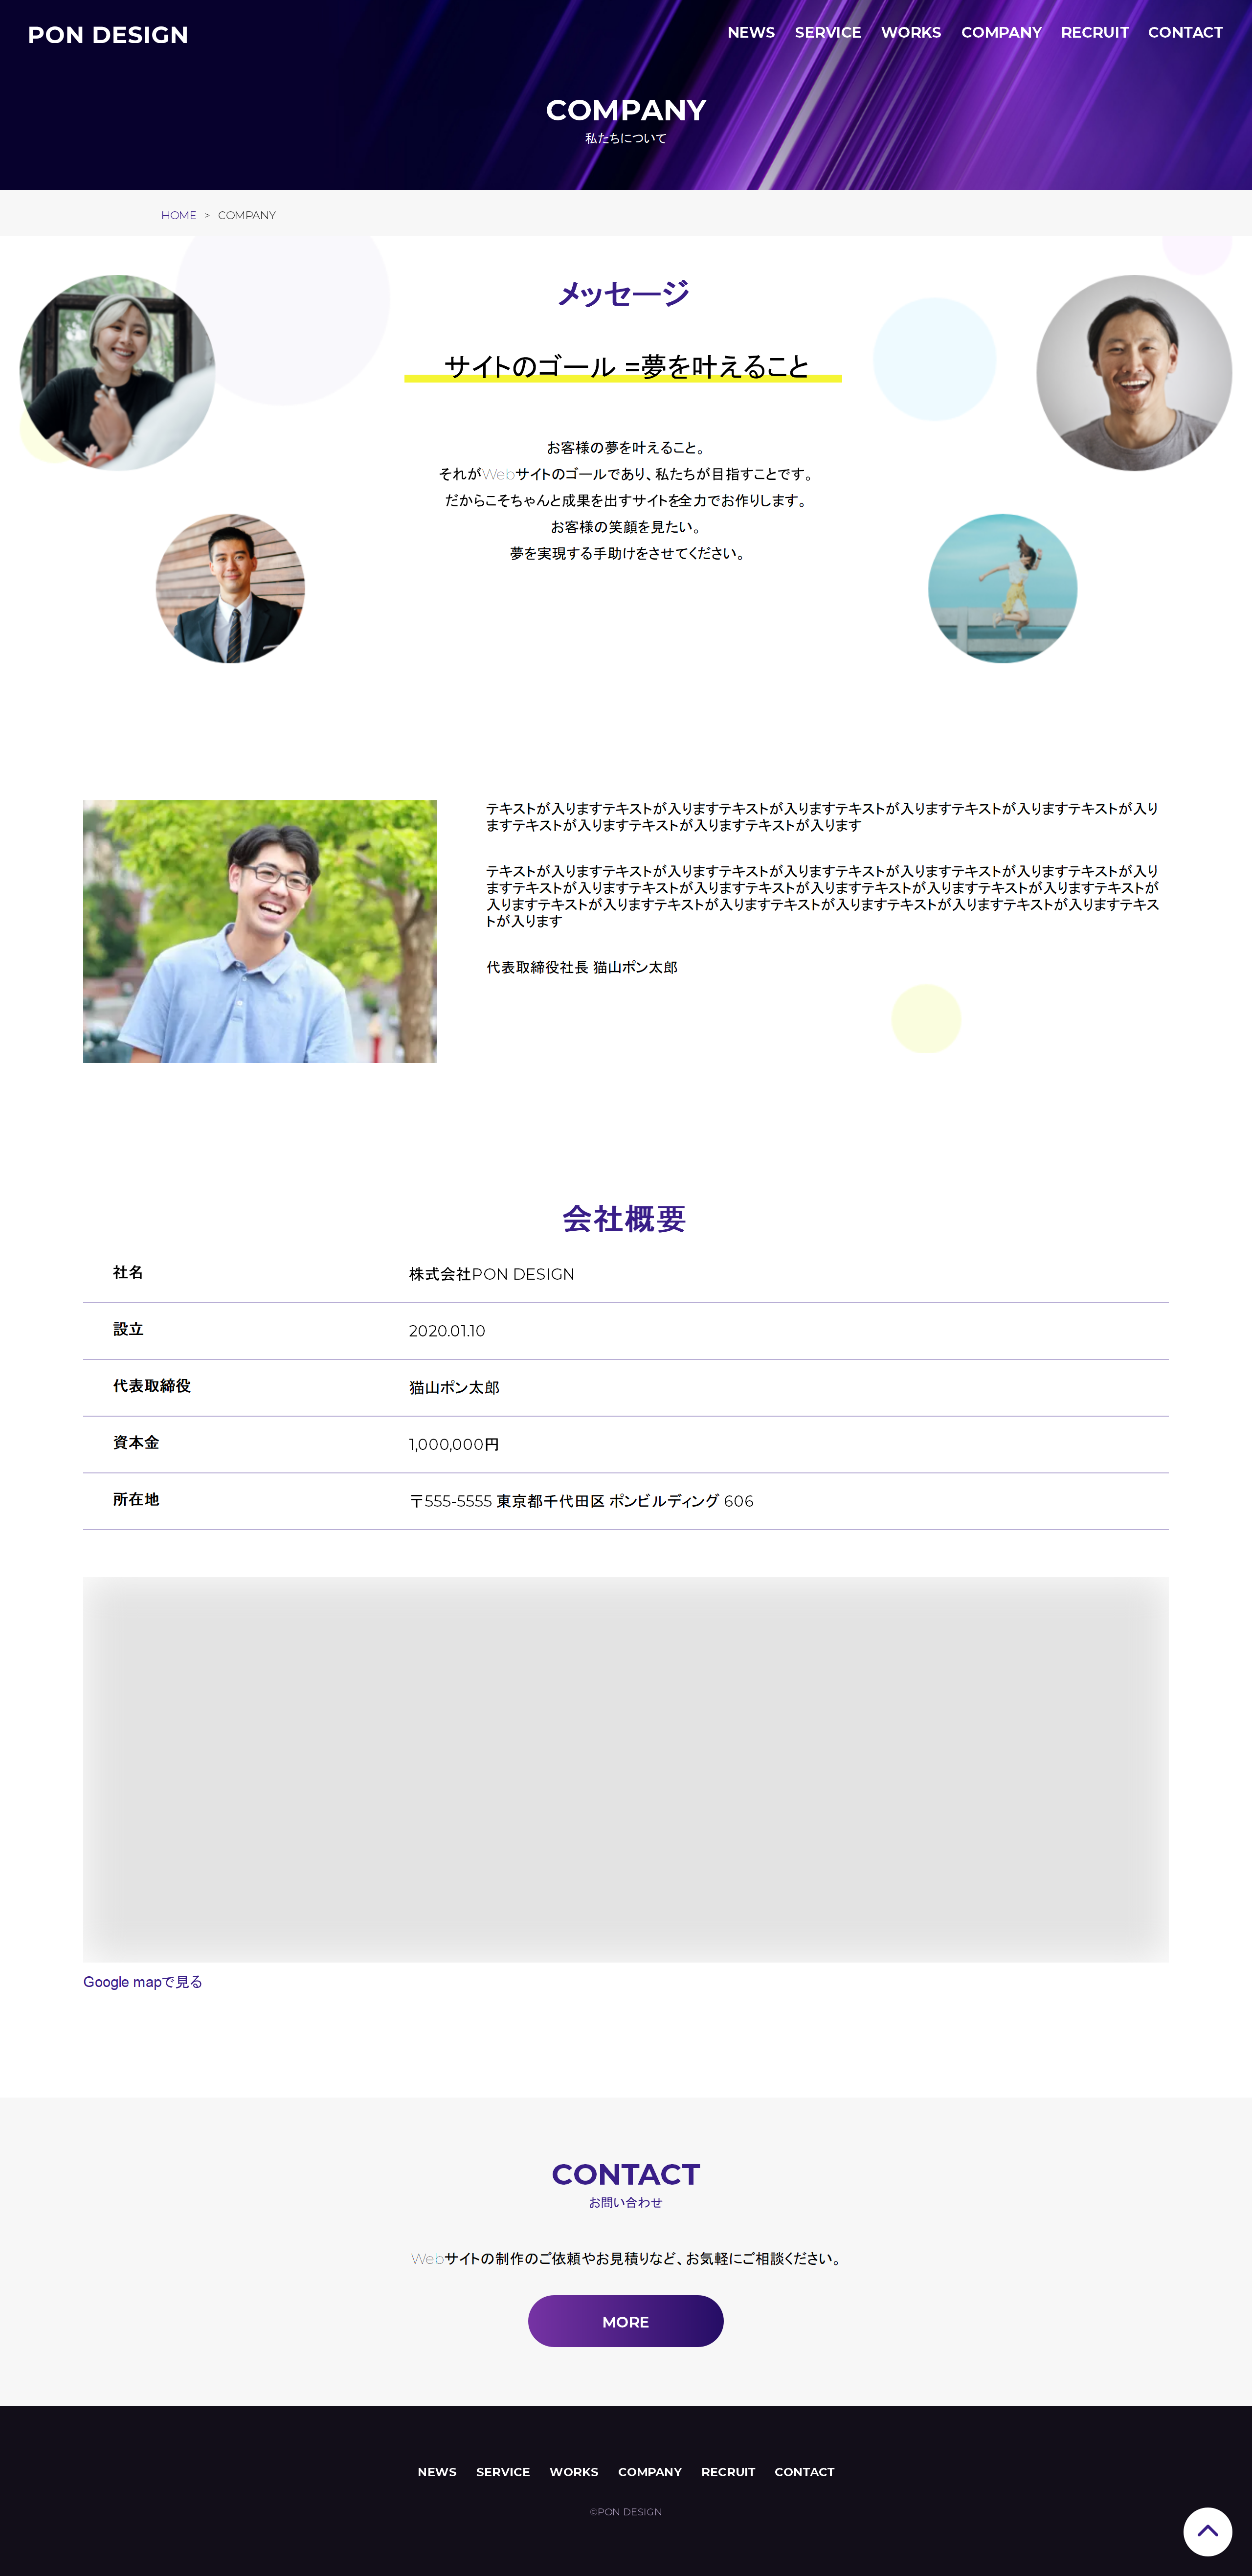 PON DESIGN
NEWS SERVICE WORKS COMPANY RECRUIT CONTACT
COMPANY
私たちについて
HOME > COMPANY
メッセージ
サイトのゴール =夢を叶えること
お客様の夢を叶えること。
それがWebサイトのゴールであり、私たちが目指すことです。
だからこそちゃんと成果を出すサイトを全力でお作りします。
お客様の笑顔を見たい。
夢を実現する手助けをさせてください。
テキストが入りますテキストが入りますテキストが入りますテキストが入りますテキストが入りますテキストが入り
ますテキストが入りますテキストが入りますテキストが入ります
テキストが入りますテキストが入りますテキストが入りますテキストが入りますテキストが入りますテキストが入り
ますテキストが入りますテキストが入りますテキストが入りますテキストが入りますテキストが入りますテキストが
入りますテキストが入りますテキストが入りますテキストが入りますテキストが入りますテキストが入りますテキス
トが入ります
代表取締役社長 猫山ポン太郎
会社概要
社名 株式会社PON DESIGN
設立 2020.01.10
代表取締役 猫山ポン太郎
資本金 1,000,000円
所在地 〒555-5555 東京都千代田区 ポンビルディング 606
Google mapで見る
CONTACT
お問い合わせ
Webサイトの制作のご依頼やお見積りなど、お気軽にご相談ください。
MORE
NEWS SERVICE WORKS COMPANY RECRUIT CONTACT
©PON DESIGN